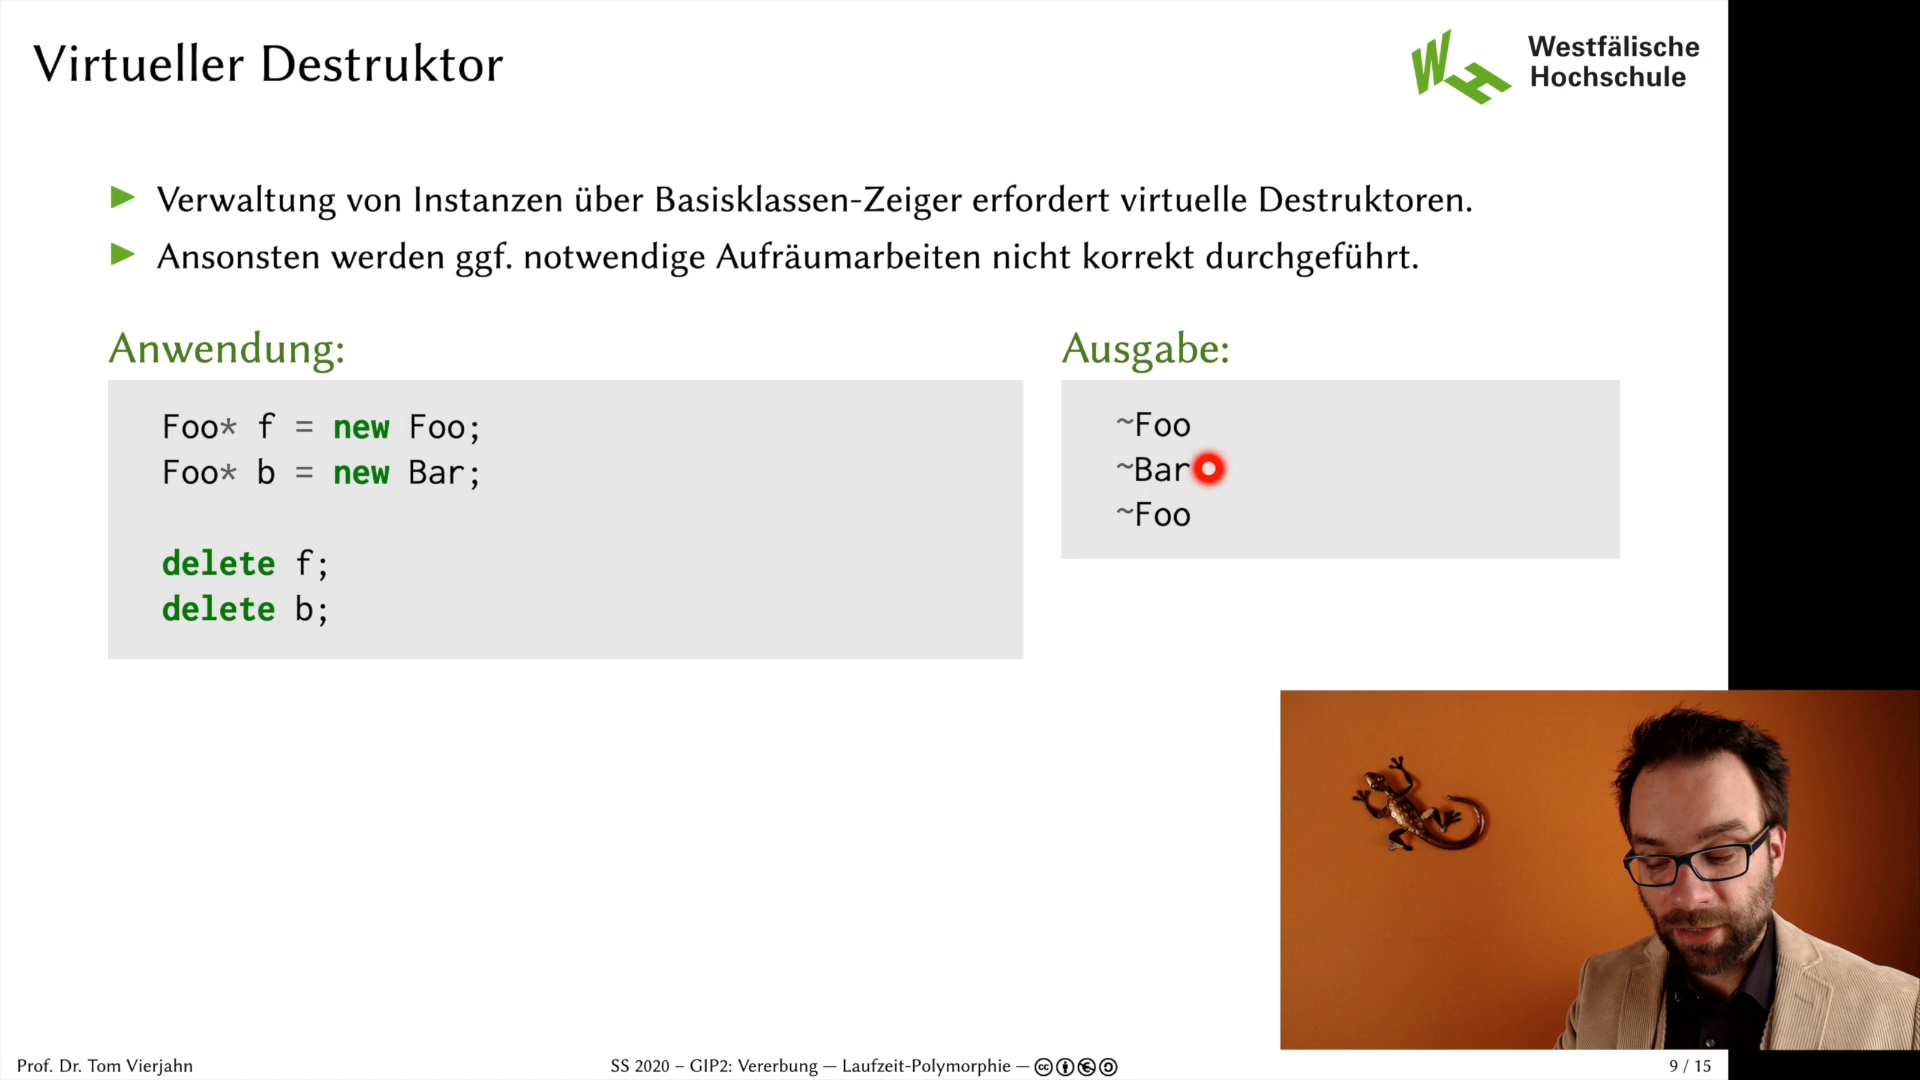 Virtueller Destruktor
Westfälische
Hochschule
Verwaltung von Instanzen über Basisklassen-Zeiger erfordert virtuelle Destruktoren.
Ansonsten werden ggf. notwendige Aufräumarbeiten nicht korrekt durchgeführt.
Anwendung:
Foo* f = new Foo;
Foo* b = new Bar;
delete f;
delete b;
Ausgabe:
~Foo
~Bar
~Foo
Prof. Dr. Tom Vierjahn
SS 2020 – GIP2: Vererbung — Laufzeit-Polymorphie —
9 / 15